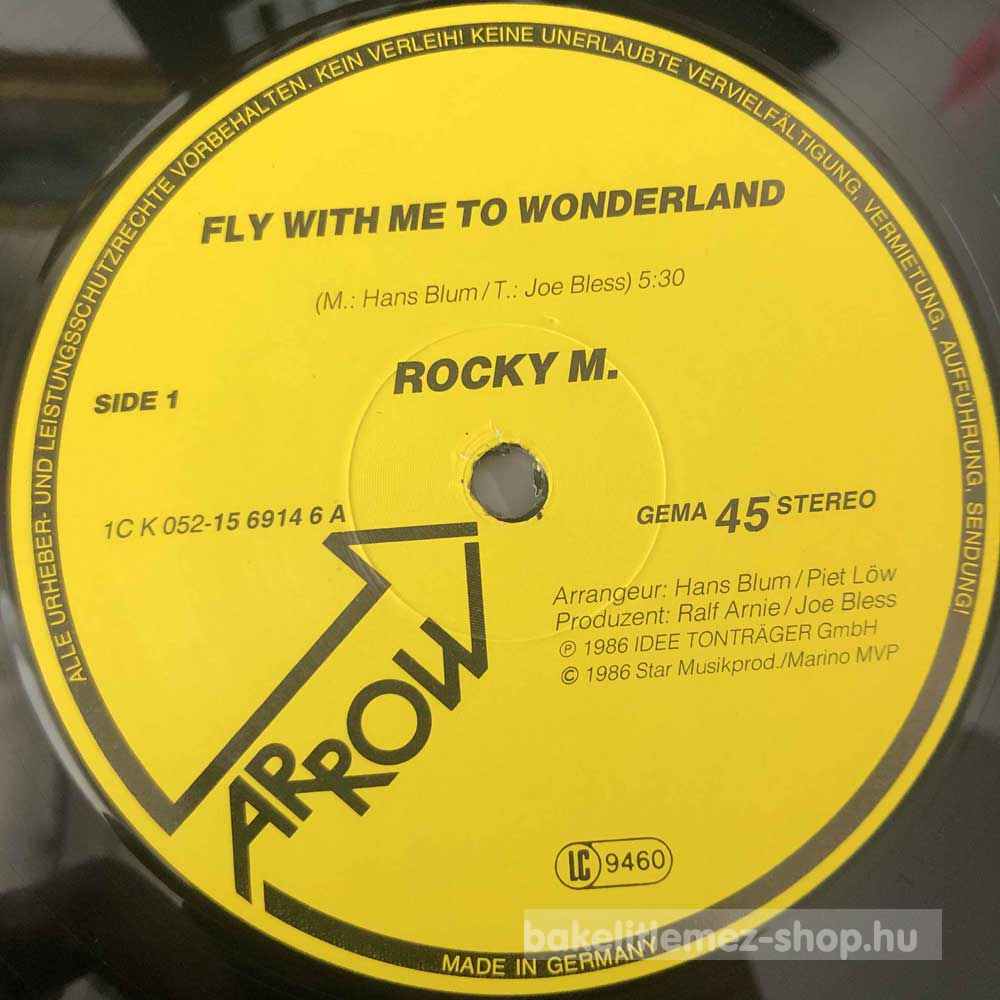 ALLE URHEBER- UND LEISTUNGSSCHUTZRECHTE VORBEHALTEN. KEIN VERLEIH! KEINE UNERLAUBTE VERVIELFÄLTIGUNG, VERMIETUNG, AUFFÜHRUNG, SENDUNG!
FLY WITH ME TO WONDERLAND
(M.: Hans Blum / T.: Joe Bless) 5:30
ROCKY M.
SIDE 1
1C K 052-15 6914 6 A
GEMA 45 STEREO
Arrangeur: Hans Blum / Piet Löw
Produzent: Ralf Arnie / Joe Bless
℗ 1986 IDEE TONTRÄGER GmbH
© 1986 Star Musikprod./Marino MVP
ARROW
LC 9460
bakelitlemez-shop.hu
MADE IN GERMANY